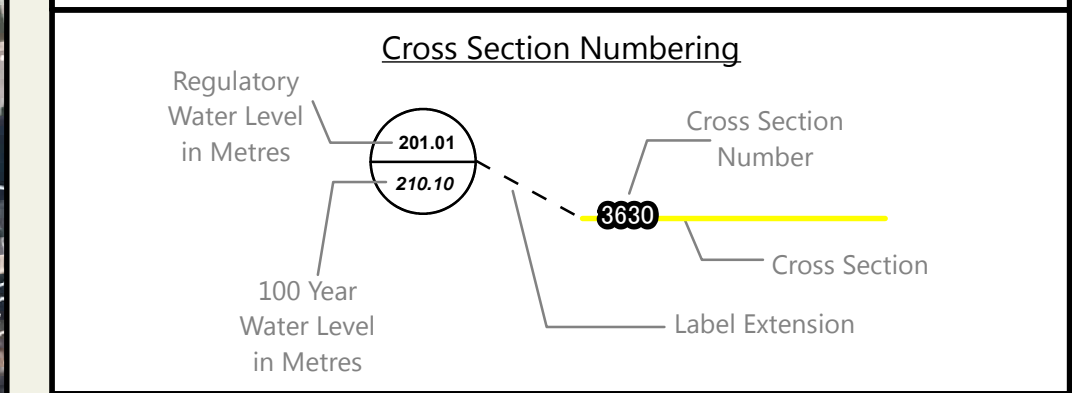 Cross Section Numbering
Regulatory
Water Level
in Metres
201.01
210.10
Cross Section
Number
3630
Cross Section
100 Year
Water Level
in Metres
Label Extension